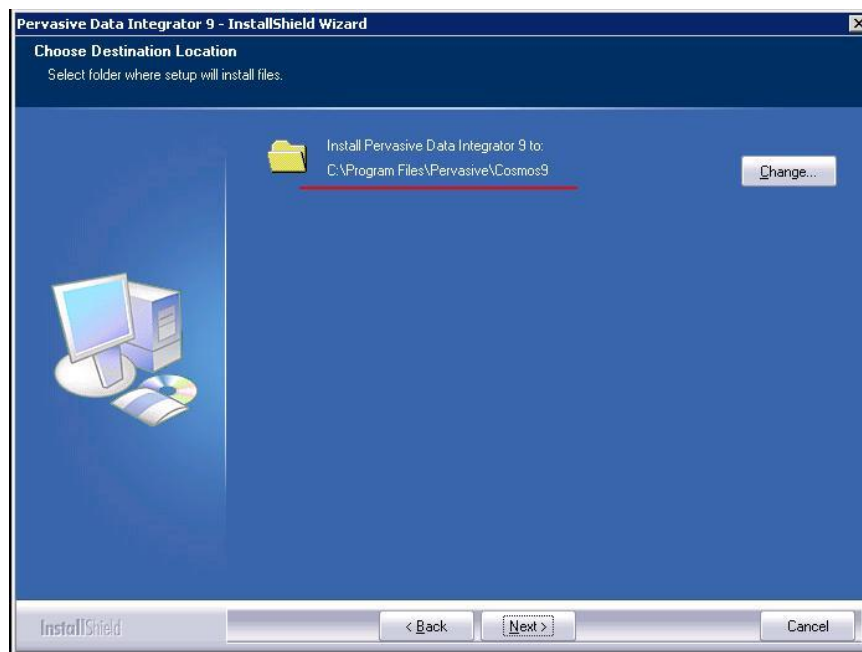 Pervasive Data Integrator 9 - InstallShield Wizard
Choose Destination Location
Select folder where setup will install files.
Install Pervasive Data Integrator 9 to:
C:\Program Files\Pervasive\Cosmos9
Change...
InstallShield
< Back
Next >
Cancel